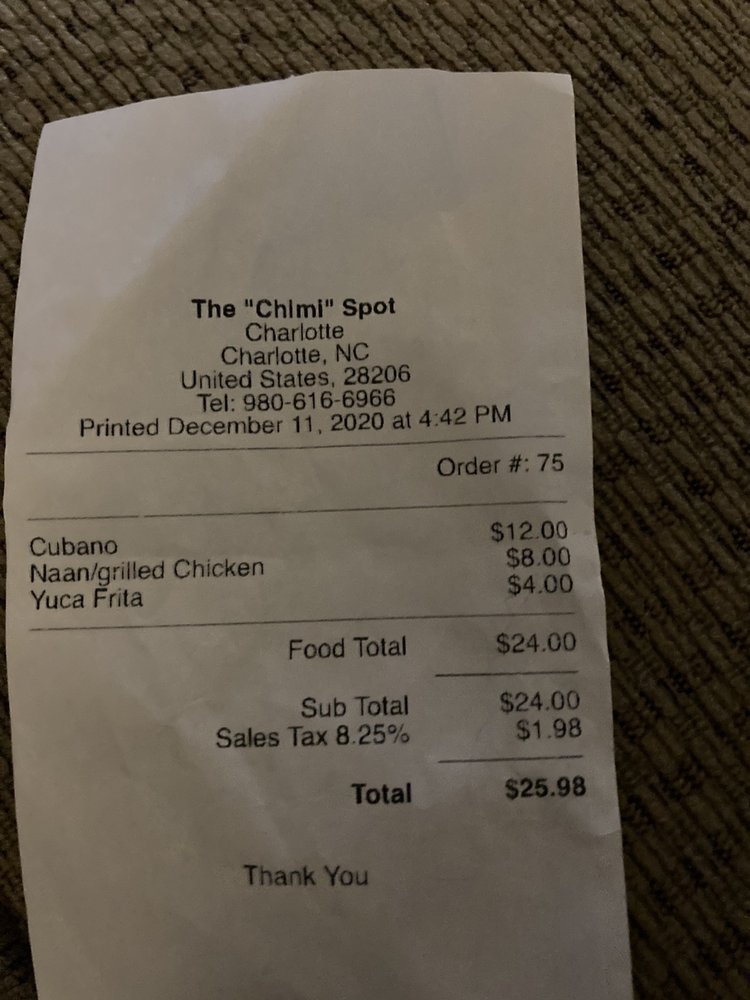 The "Chimi" Spot
Charlotte
Charlotte, NC
United States, 28206
Tel: 980-616-6966
Printed December 11, 2020 at 4:42 PM
Order #: 75
Cubano $12.00
Naan/grilled Chicken $8.00
Yuca Frita $4.00
Food Total $24.00
Sub Total $24.00
Sales Tax 8.25% $1.98
Total $25.98
Thank You